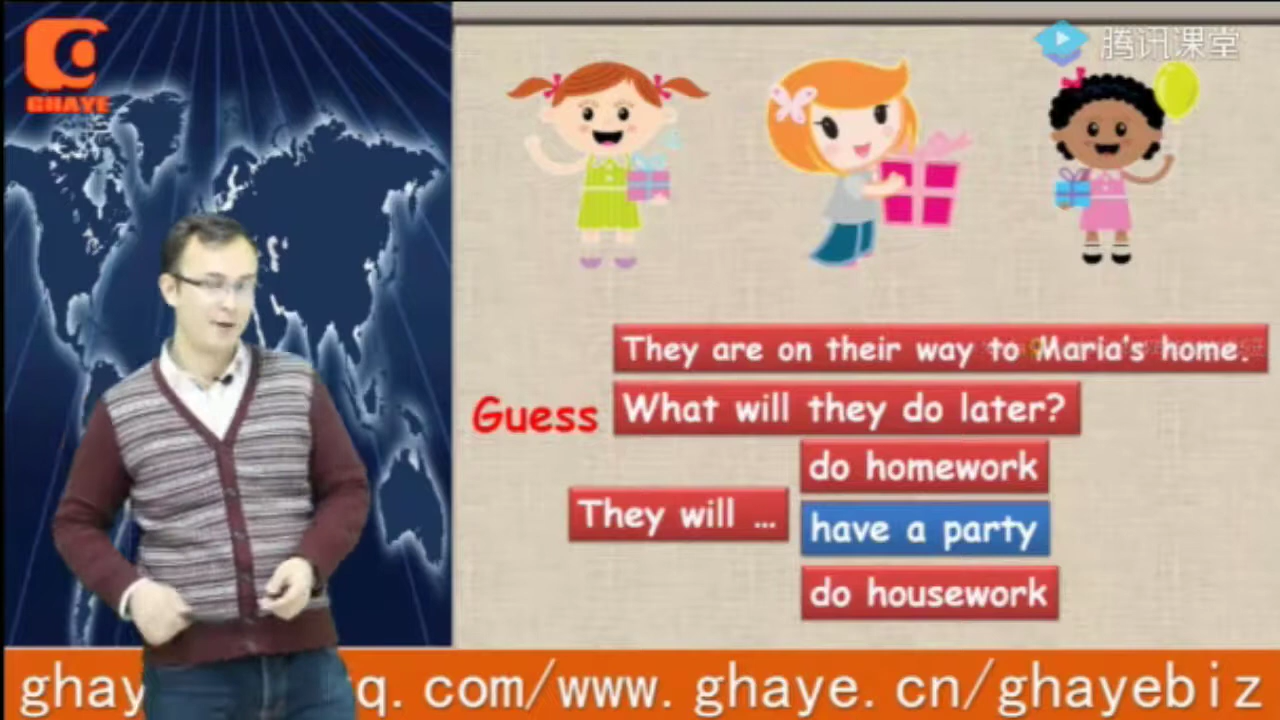 GHAYE
腾讯课堂
They are on their way to Maria's home.
Guess
What will they do later?
do homework
They will ...
have a party
do housework
ghay q. com/www. ghaye. cn/ghayebiz